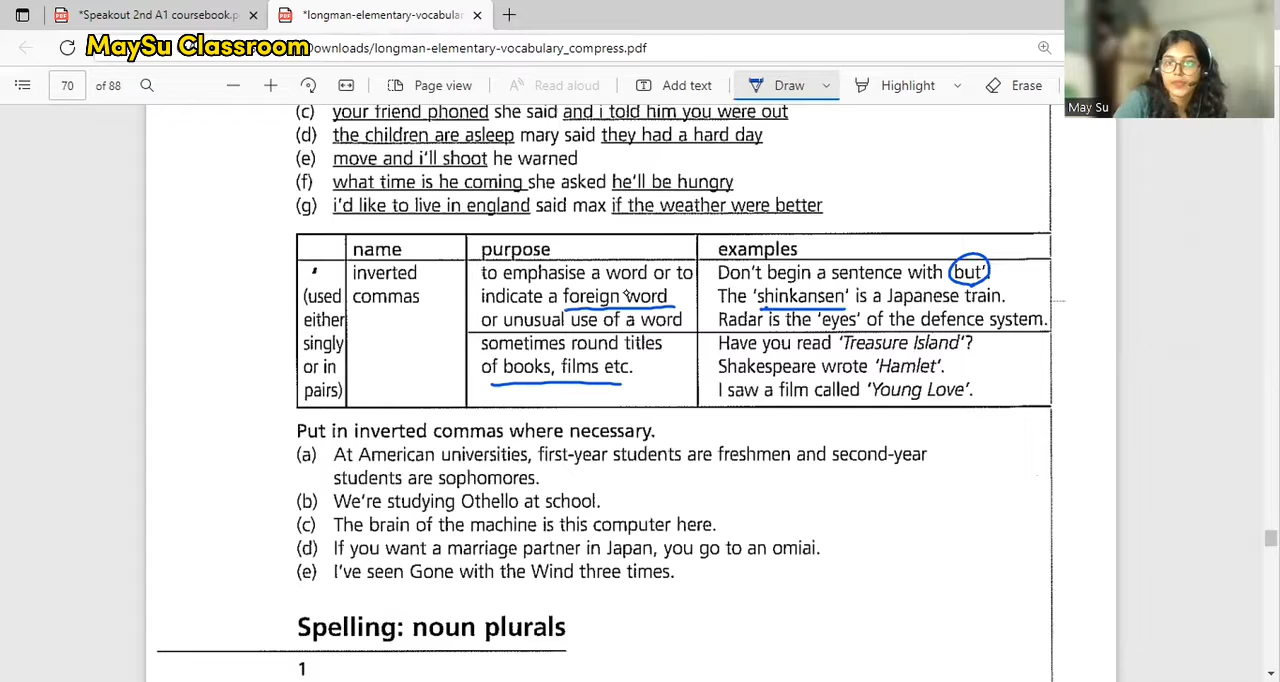 *Speakout 2nd A1 coursebook.p
*longman-elementary-vocabular
MaySu Classroom
Downloads/longman-elementary-vocabulary_compress.pdf
70 of 88
Page view
Read aloud
Add text
Draw
Highlight
Erase
May Su
(c) your friend phoned she said and i told him you were out
(d) the children are asleep mary said they had a hard day
(e) move and i'll shoot he warned
(f) what time is he coming she asked he'll be hungry
(g) i'd like to live in england said max if the weather were better
name purpose examples
' (used either singly or in pairs)
inverted commas
to emphasise a word or to
indicate a foreign word
or unusual use of a word
Don't begin a sentence with but'.
The 'shinkansen' is a Japanese train.
Radar is the 'eyes' of the defence system.
sometimes round titles
of books, films etc.
Have you read 'Treasure Island'?
Shakespeare wrote 'Hamlet'.
I saw a film called 'Young Love'.
Put in inverted commas where necessary.
(a) At American universities, first-year students are freshmen and second-year
students are sophomores.
(b) We're studying Othello at school.
(c) The brain of the machine is this computer here.
(d) If you want a marriage partner in Japan, you go to an omiai.
(e) I've seen Gone with the Wind three times.
Spelling: noun plurals
1